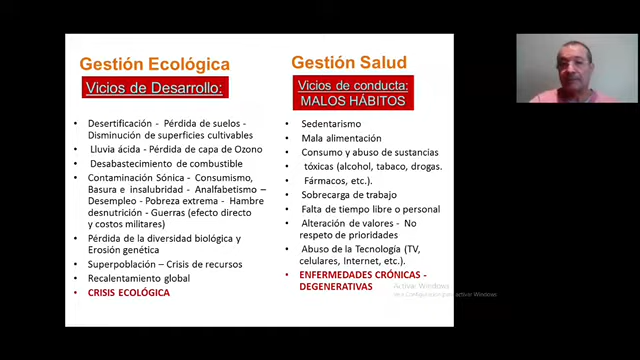 Gestión Ecológica
Vicios de Desarrollo:
• Desertificación - Pérdida de suelos -
Disminución de superficies cultivables
• Lluvia ácida - Pérdida de capa de Ozono
• Desabastecimiento de combustible
• Contaminación Sónica - Consumismo,
Basura e insalubridad - Analfabetismo –
Desempleo - Pobreza extrema - Hambre
desnutrición - Guerras (efecto directo
y costos militares)
• Pérdida de la diversidad biológica y
Erosión genética
• Superpoblación – Crisis de recursos
• Recalentamiento global
• CRISIS ECOLÓGICA
Gestión Salud
Vicios de conducta:
MALOS HÁBITOS
• Sedentarismo
• Mala alimentación
• Consumo y abuso de sustancias
• tóxicas (alcohol, tabaco, drogas.
• Fármacos, etc.).
• Sobrecarga de trabajo
• Falta de tiempo libre o personal
• Alteración de valores - No
respeto de prioridades
• Abuso de la Tecnología (TV,
celulares, Internet, etc.).
• ENFERMEDADES CRÓNICAS -
DEGENERATIVAS
Activar Windows
Ve a Configuración para activar Windows